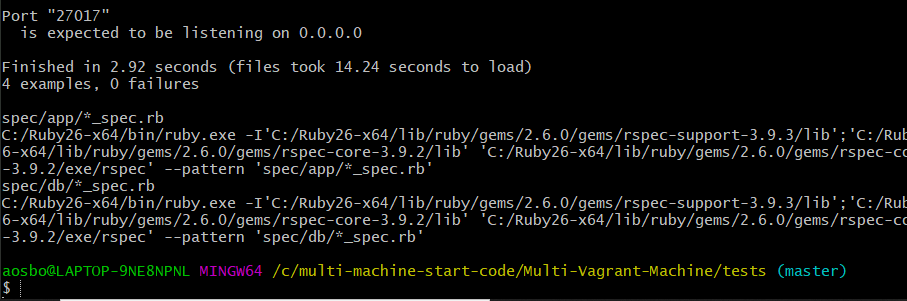 Port "27017"
is expected to be listening on 0.0.0.0
Finished in 2.92 seconds (files took 14.24 seconds to load)
4 examples, 0 failures
spec/app/*_spec.rb
C:/Ruby26-x64/bin/ruby.exe -I'C:/Ruby26-x64/lib/ruby/gems/2.6.0/gems/rspec-support-3.9.3/lib';'C:/Ru
6-x64/lib/ruby/gems/2.6.0/gems/rspec-core-3.9.2/lib' 'C:/Ruby26-x64/lib/ruby/gems/2.6.0/gems/rspec-co
-3.9.2/exe/rspec' --pattern 'spec/app/*_spec.rb'
spec/db/*_spec.rb
C:/Ruby26-x64/bin/ruby.exe -I'C:/Ruby26-x64/lib/ruby/gems/2.6.0/gems/rspec-support-3.9.3/lib';'C:/Ru
6-x64/lib/ruby/gems/2.6.0/gems/rspec-core-3.9.2/lib' 'C:/Ruby26-x64/lib/ruby/gems/2.6.0/gems/rspec-co
-3.9.2/exe/rspec' --pattern 'spec/db/*_spec.rb'
aosbo@LAPTOP-9NE8NPNL MINGW64 /c/multi-machine-start-code/Multi-Vagrant-Machine/tests (master)
$